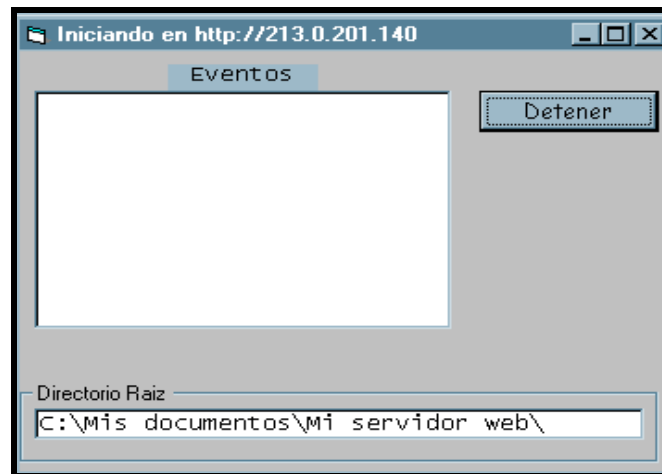 Iniciando en http://213.0.201.140
Eventos
Detener
Directorio Raiz
C:\Mis documentos\Mi servidor web\